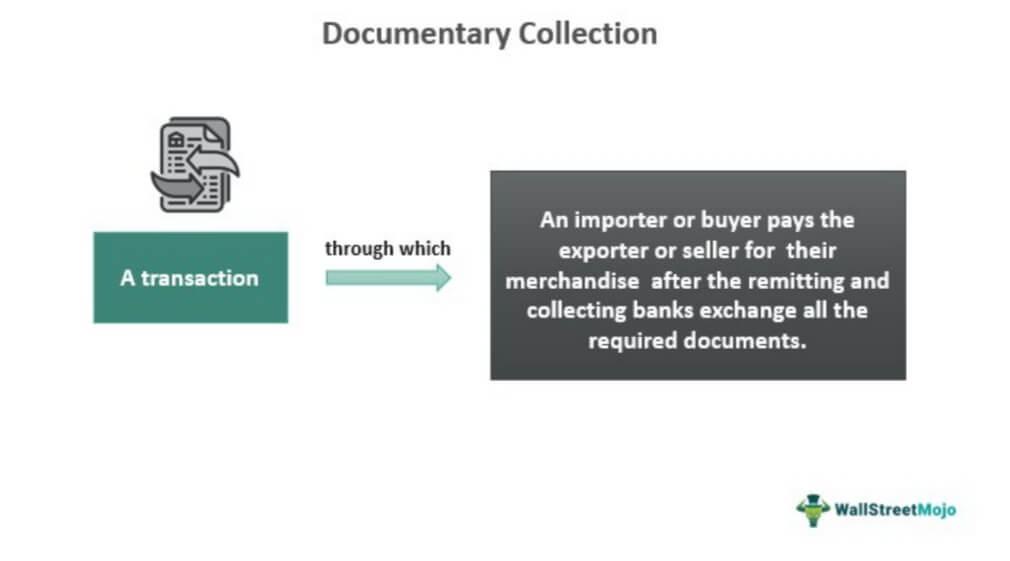 Documentary Collection
A transaction
through which
An importer or buyer pays the
exporter or seller for their
merchandise after the remitting and
collecting banks exchange all the
required documents.
WallStreetMojo